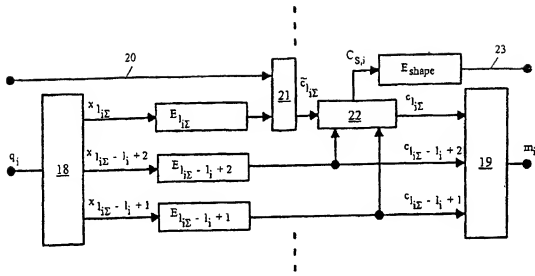 20
C_{S,i}
23
E_{shape}
21
c̃_{l_{iΣ}}
x_{l_{iΣ}}
E_{l_{iΣ}}
22
c_{l_{iΣ}}
q_i
18
x_{l_{iΣ} - l_i + 2}
E_{l_{iΣ} - l_i + 2}
c_{l_{iΣ} - l_i + 2}
19
m_i
x_{l_{iΣ} - l_i + 1}
E_{l_{iΣ} - l_i + 1}
c_{l_{iΣ} - l_i + 1}